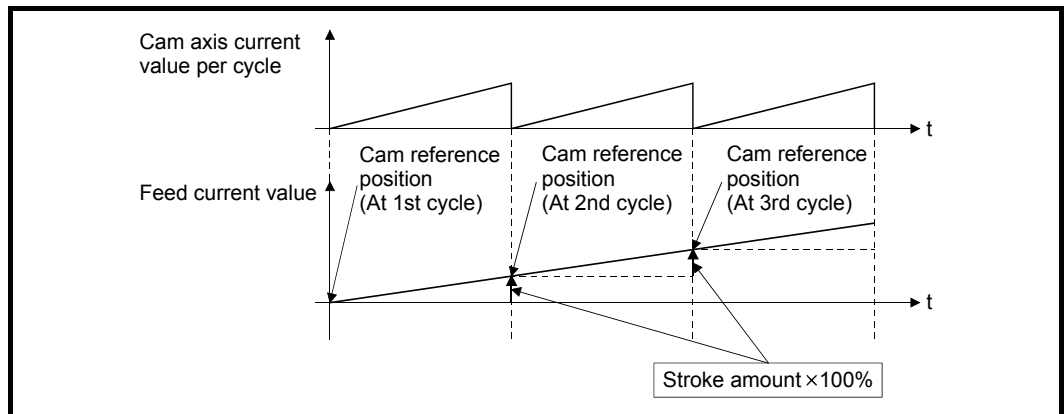 Cam axis current
value per cycle
t
Cam reference
position
(At 1st cycle)
Cam reference
position
(At 2nd cycle)
Cam reference
position
(At 3rd cycle)
Feed current value
t
Stroke amount ×100%